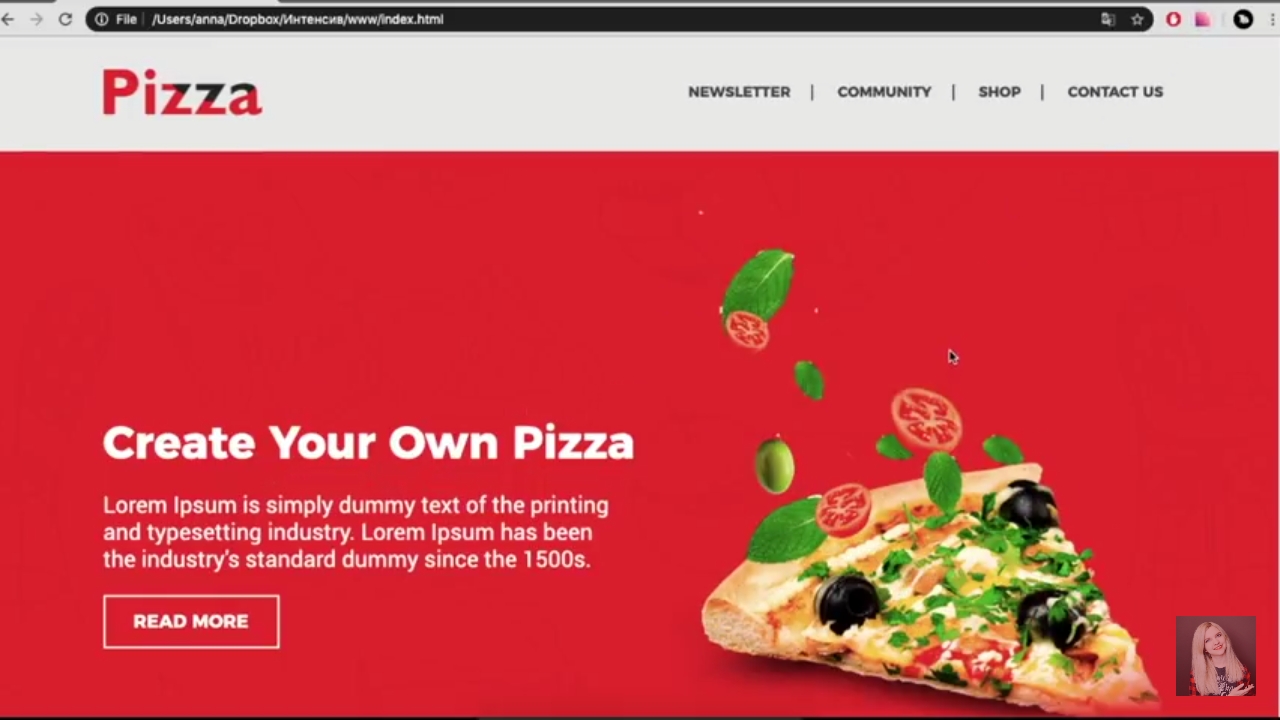 File
/Users/anna/Dropbox/Интенсив/www/index.html
Pizza
NEWSLETTER | COMMUNITY | SHOP | CONTACT US
Create Your Own Pizza
Lorem Ipsum is simply dummy text of the printing
and typesetting industry. Lorem Ipsum has been
the industry's standard dummy since the 1500s.
READ MORE